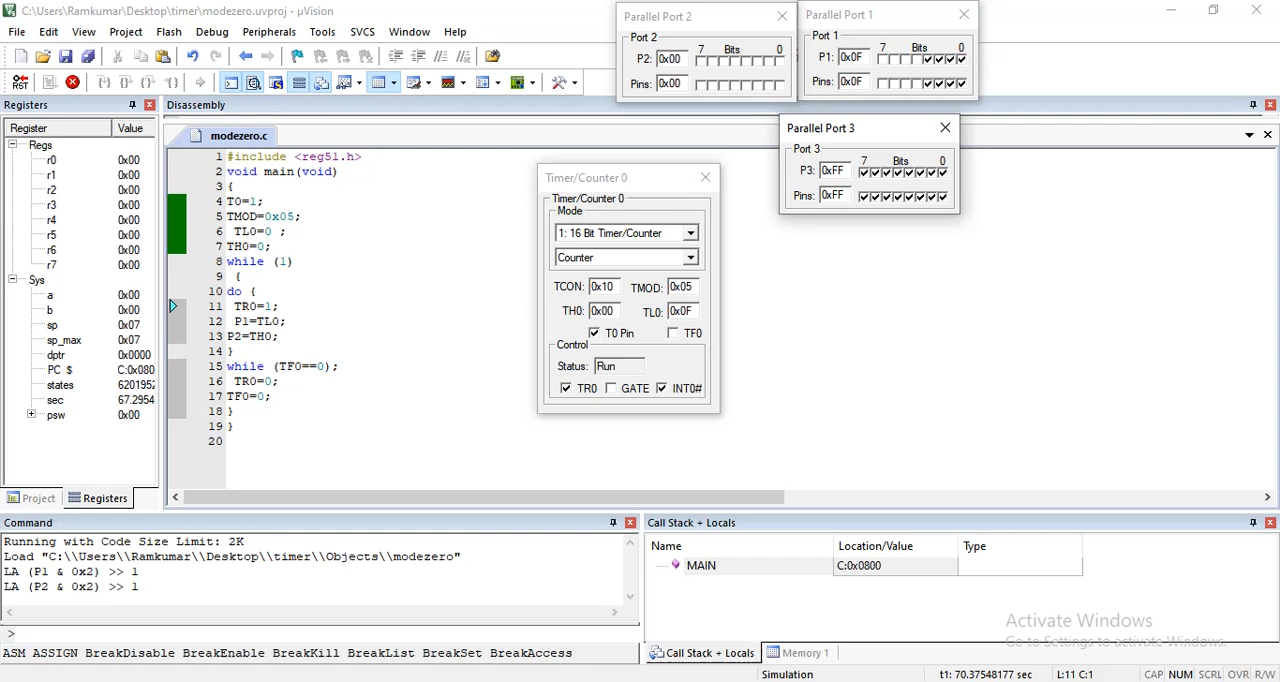 C:\Users\Ramkumar\Desktop\timer\modezero.uvproj - µVision
File Edit View Project Flash Debug Peripherals Tools SVCS Window Help
RST
Registers
Register Value
Regs
r0 0x00
r1 0x00
r2 0x00
r3 0x00
r4 0x00
r5 0x00
r6 0x00
r7 0x00
Sys
a 0x00
b 0x00
sp 0x07
sp_max 0x07
dptr 0x0000
PC $ C:0x080
states 6201952
sec 67.2954
psw 0x00
Project Registers
Disassembly
modezero.c
1 #include <reg51.h>
2 void main(void)
3 {
4 T0=1;
5 TMOD=0x05;
6 TL0=0 ;
7 TH0=0;
8 while (1)
9 {
10 do {
11 TR0=1;
12 P1=TL0;
13 P2=TH0;
14 }
15 while (TF0==0);
16 TR0=0;
17 TF0=0;
18 }
19 }
20
Parallel Port 2
Port 2
7 Bits 0
P2: 0x00
Pins: 0x00
Parallel Port 1
Port 1
7 Bits 0
P1: 0x0F
Pins: 0x0F
Parallel Port 3
Port 3
7 Bits 0
P3: 0xFF
Pins: 0xFF
Timer/Counter 0
Timer/Counter 0
Mode
1: 16 Bit Timer/Counter
Counter
TCON: 0x10 TMOD: 0x05
TH0: 0x00 TL0: 0x0F
T0 Pin TF0
Control
Status: Run
TR0 GATE INT0#
Command
Running with Code Size Limit: 2K
Load "C:\\Users\\Ramkumar\\Desktop\\timer\\Objects\\modezero"
LA (P1 & 0x2) >> 1
LA (P2 & 0x2) >> 1
>
ASM ASSIGN BreakDisable BreakEnable BreakKill BreakList BreakSet BreakAccess
Call Stack + Locals
Name Location/Value Type
MAIN C:0x0800
Activate Windows
Go to Settings to activate Windows.
Call Stack + Locals Memory 1
Simulation t1: 70.37548177 sec L:11 C:1 CAP NUM SCRL OVR R/W